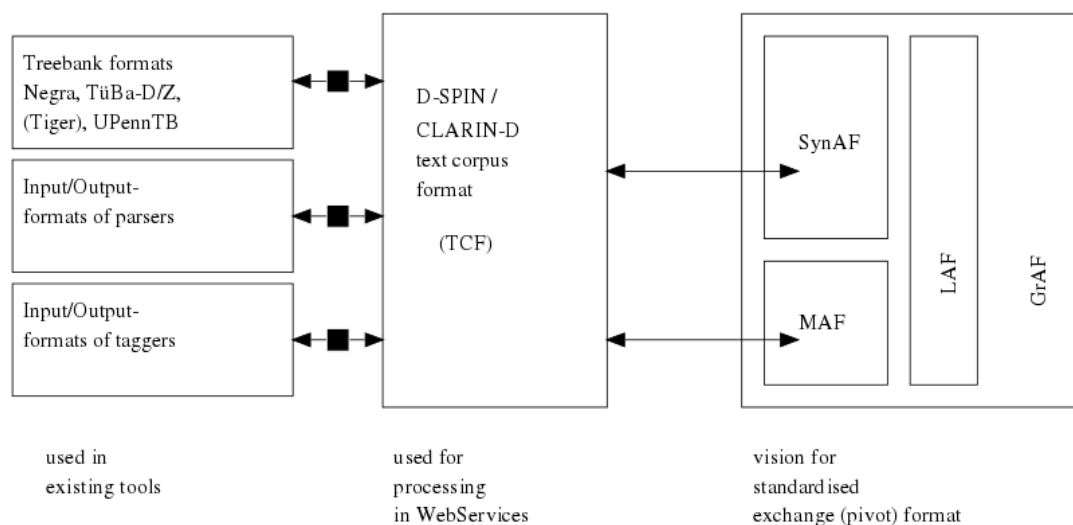 Treebank formats
Negra, TüBa-D/Z,
(Tiger), UPennTB
Input/Output-
formats of parsers
Input/Output-
formats of taggers
D-SPIN /
CLARIN-D
text corpus
format
(TCF)
SynAF
MAF
LAF
GrAF
used in
existing tools
used for
processing
in WebServices
vision for
standardised
exchange (pivot) format